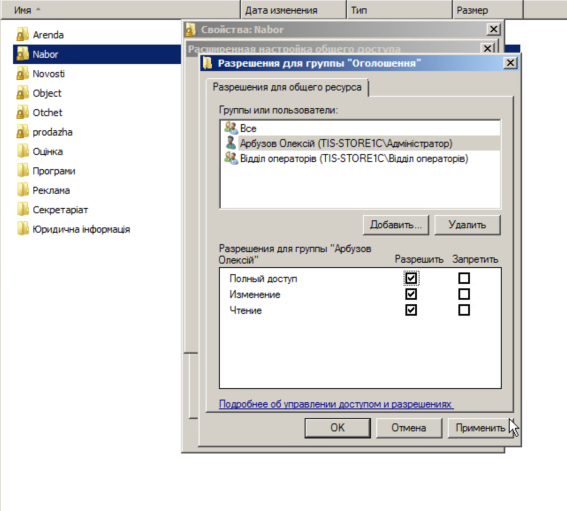 Имя
Дата изменения
Тип
Размер
Arenda
Nabor
Novosti
Object
Otchet
prodazha
Оцінка
Програми
Реклама
Секретаріат
Юридична інформація
Свойства: Nabor
Расширенная настройка общего доступа
Разрешения для группы "Оголошення"
Разрешения для общего ресурса
Группы или пользователи:
Все
Арбузов Олексій (TIS-STORE1C\Адміністратор)
Відділ операторів (TIS-STORE1C\Відділ операторів)
Добавить...
Удалить
Разрешения для группы "Арбузов
Олексій"
Разрешить
Запретить
Полный доступ
Изменение
Чтение
Подробнее об управлении доступом и разрешениях
ОК
Отмена
Применить